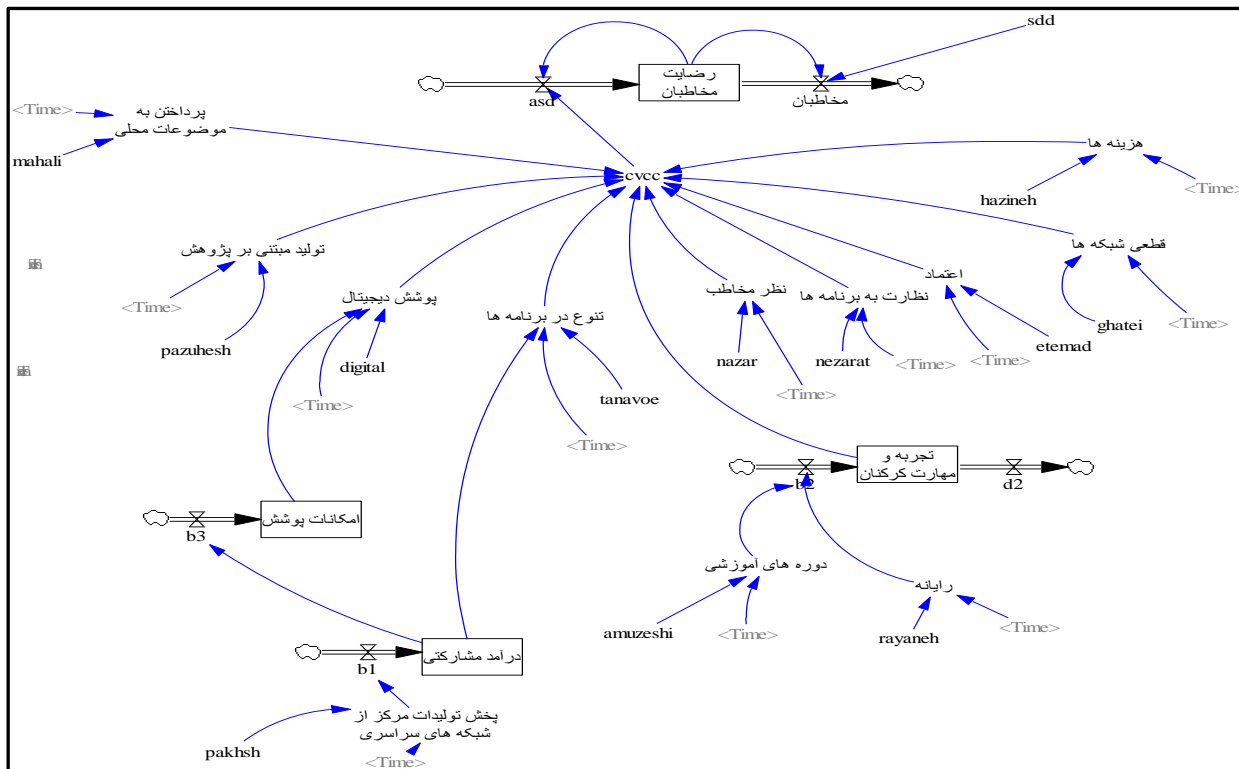 sdd
رضایت
مخاطبان
asd
مخاطبان
<Time>
پرداختن به
موضوعات محلی
mahali
هزینه ها
cvcc
hazineh
<Time>
تولید مبتنی بر پژوهش
قطعی شبکه ها
<Time>
pazuhesh
پوشش دیجیتال
digital
<Time>
تنوع در برنامه ها
tanavoe
<Time>
نظر مخاطب
nazar
<Time>
نظارت به برنامه ها
nezarat
<Time>
اعتماد
<Time>
etemad
ghatei
<Time>
تجربه و
مهارت کرکنان
b2
d2
امکانات پوشش
b3
دوره های آموزشی
رایانه
amuzeshi
<Time>
rayaneh
<Time>
درآمد مشارکتی
b1
پخش تولیدات مرکز از
شبکه های سراسری
pakhsh
<Time>